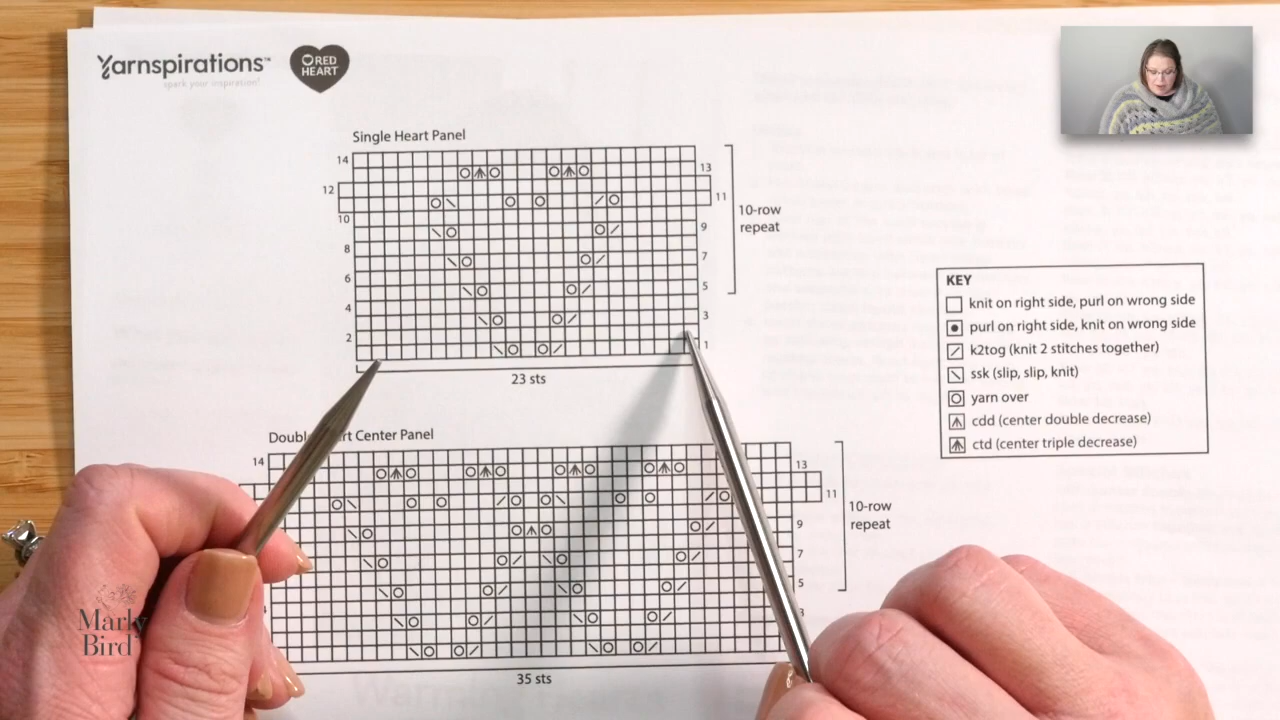 Yarnspirations™
spark your inspiration!
RED
HEART
Single Heart Panel
14
13
12
11
10
9
8
7
6
5
4
3
2
1
10-row
repeat
23 sts
KEY
knit on right side, purl on wrong side
purl on right side, knit on wrong side
k2tog (knit 2 stitches together)
ssk (slip, slip, knit)
yarn over
cdd (center double decrease)
ctd (center triple decrease)
Center Panel
14
13
11
9
7
5
3
10-row
repeat
35 sts
Marly
Bird